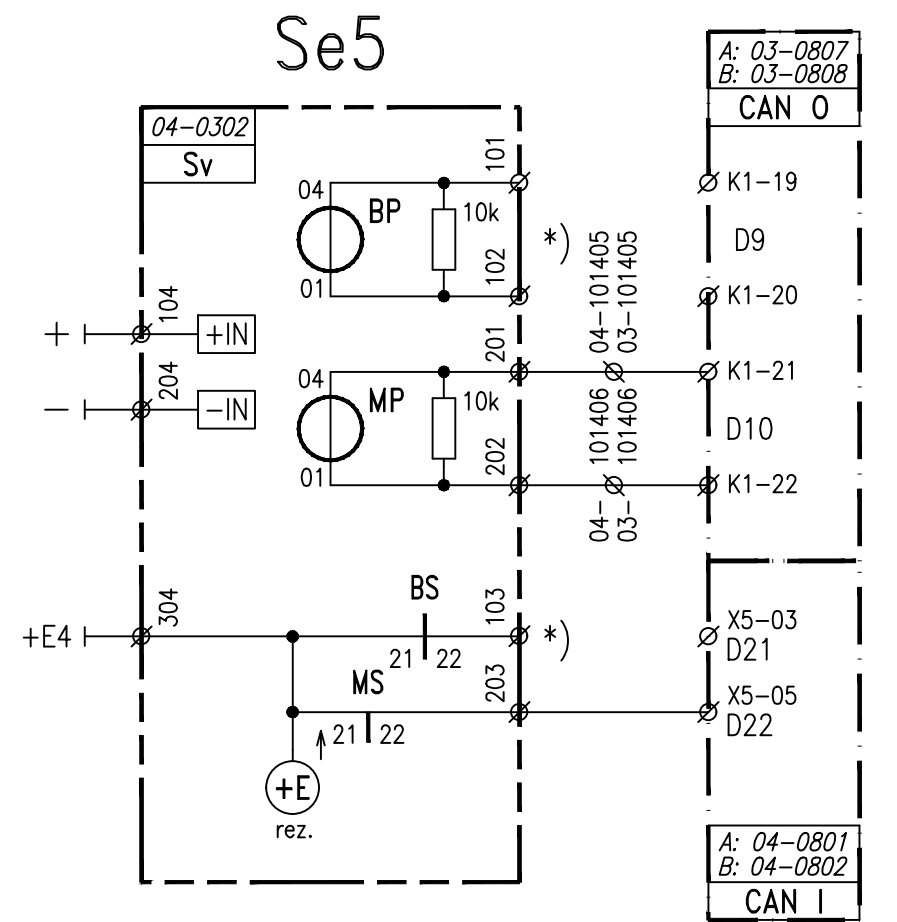 Se5
A: 03-0807
B: 03-0808
CAN 0
04-0302
Sv
101
04
BP
10k
K1-19
*)
D9
102
01
04-101405
03-101405
K1-20
104
+
+IN
201
204
04
MP
10k
K1-21
−
-IN
04- 101406
03- 101406
D10
202
01
K1-22
304
BS
103
X5-03
+E4
*)
D21
21 22
MS
203
X5-05
D22
21 22
+E
rez.
A: 04-0801
B: 04-0802
CAN 1